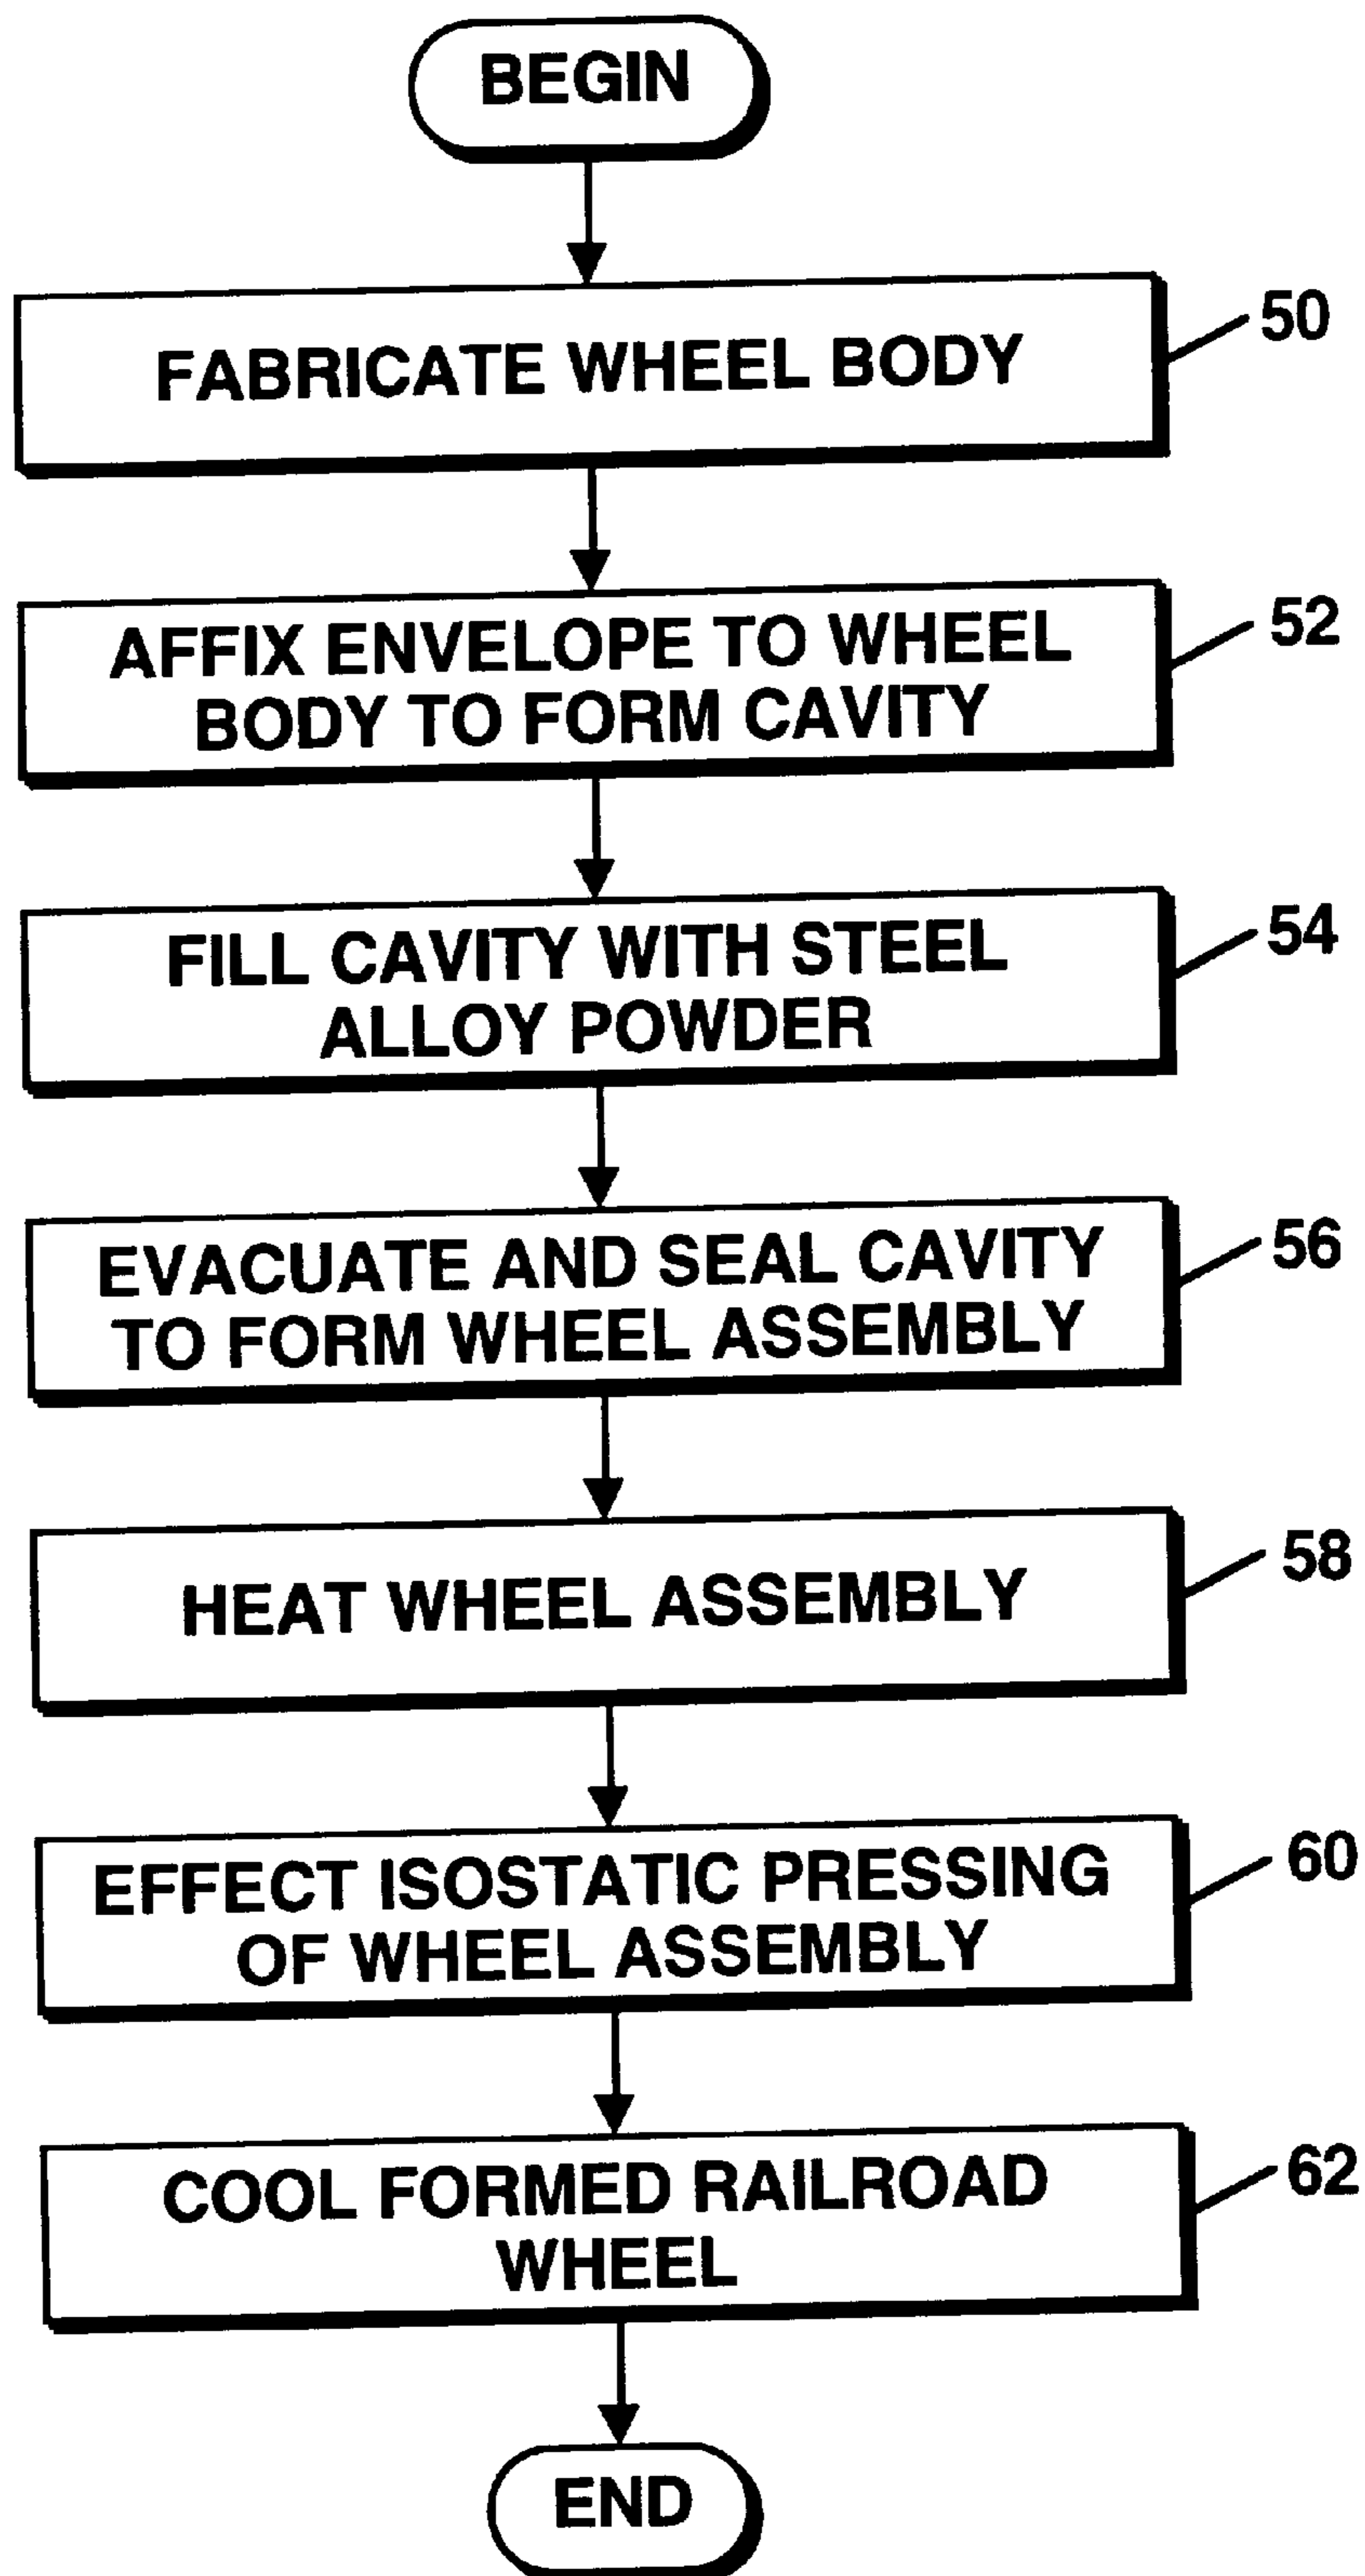 BEGIN
FABRICATE WHEEL BODY
50
AFFIX ENVELOPE TO WHEEL
BODY TO FORM CAVITY
52
FILL CAVITY WITH STEEL
ALLOY POWDER
54
EVACUATE AND SEAL CAVITY
TO FORM WHEEL ASSEMBLY
56
HEAT WHEEL ASSEMBLY
58
EFFECT ISOSTATIC PRESSING
OF WHEEL ASSEMBLY
60
COOL FORMED RAILROAD
WHEEL
62
END